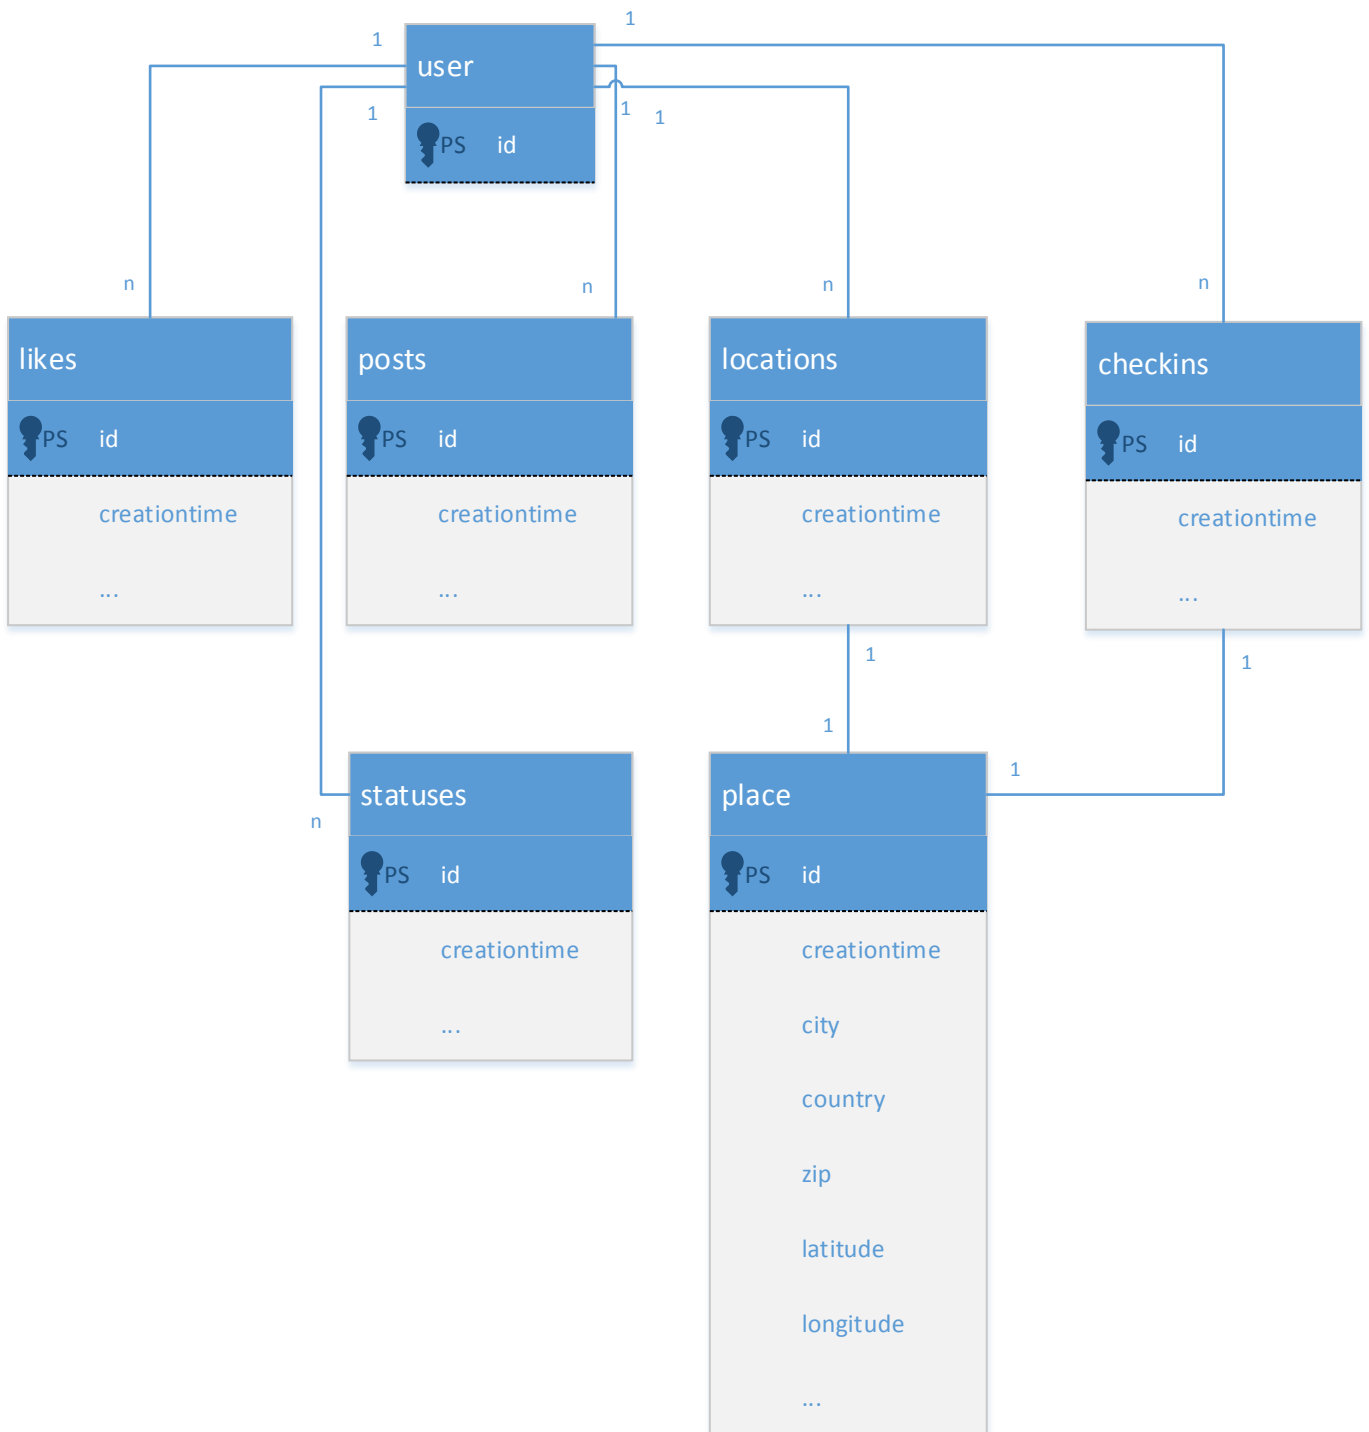 1
1
user
1
1
1
PS id
n
n
n
n
likes
posts
locations
checkins
PS id
PS id
PS id
PS id
creationtime
creationtime
creationtime
creationtime
...
...
...
...
1
1
1
1
statuses
place
n
PS id
PS id
creationtime
creationtime
...
city
country
zip
latitude
longitude
...